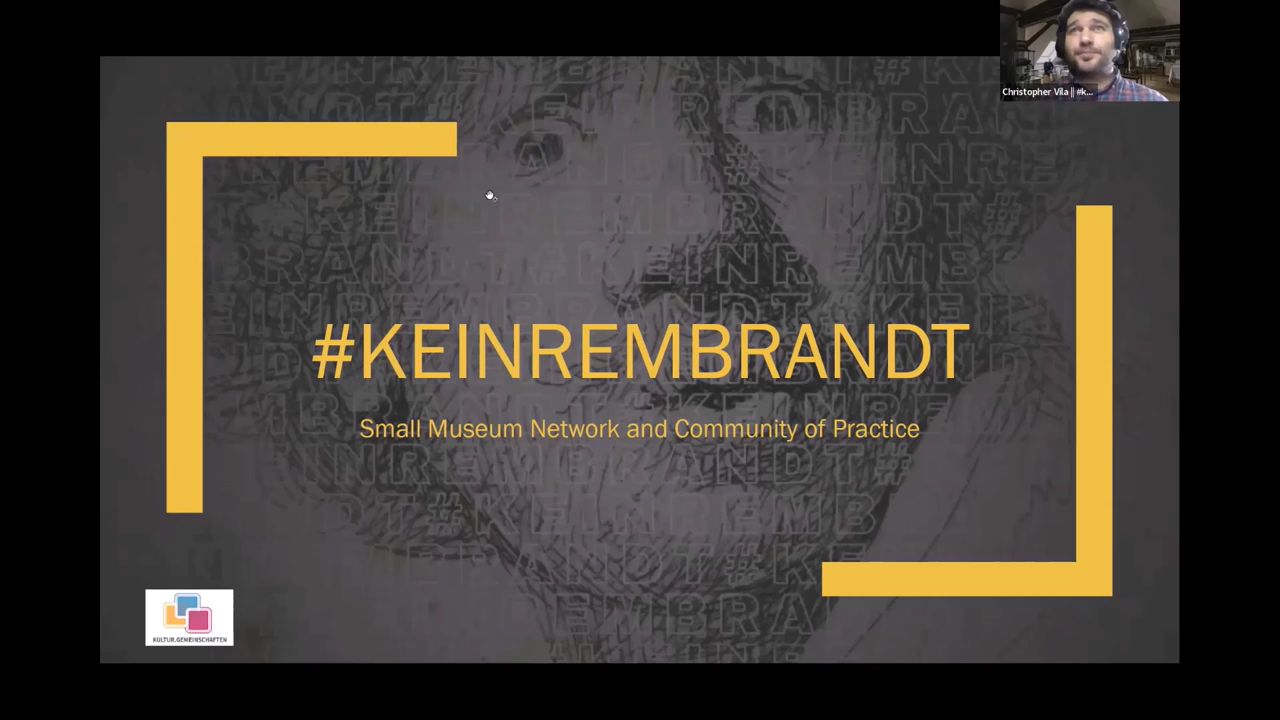 Christopher Vila || #k...
#KEINREMBRANDT
Small Museum Network and Community of Practice
KULTUR.GEMEINSCHAFTEN